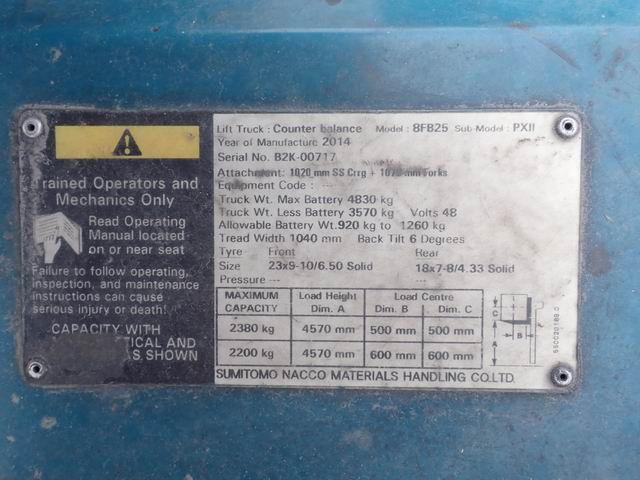 Trained Operators and
Mechanics Only
Read Operating
Manual located
on or near seat
Failure to follow operating,
inspection, and maintenance
instructions can cause
serious injury or death!
CAPACITY WITH
AND
SHOWN
Lift Truck : Counter balance Model : 8FB25 Sub-Model : PXII
Year of Manufacture 2014
Serial No. B2K-00717
Attachment: 1020 mm SS Crrg + 1070 mm Forks
Equipment Code : ---
Truck Wt. Max Battery 4830 kg
Truck Wt. Less Battery 3570 kg Volts 48
Allowable Battery Wt. 920 kg to 1260 kg
Tread Width 1040 mm Back Tilt 6 Degrees
Tyre Front Rear
Size 23x9-10/6.50 Solid 18x7-8/4.33 Solid
Pressure --- ---
MAXIMUM CAPACITY Load Height Dim. A Load Centre Dim. B Dim. C
2380 kg 4570 mm 500 mm 500 mm
2200 kg 4570 mm 600 mm 600 mm
C
B
A
SUMITOMO NACCO MATERIALS HANDLING CO.LTD.